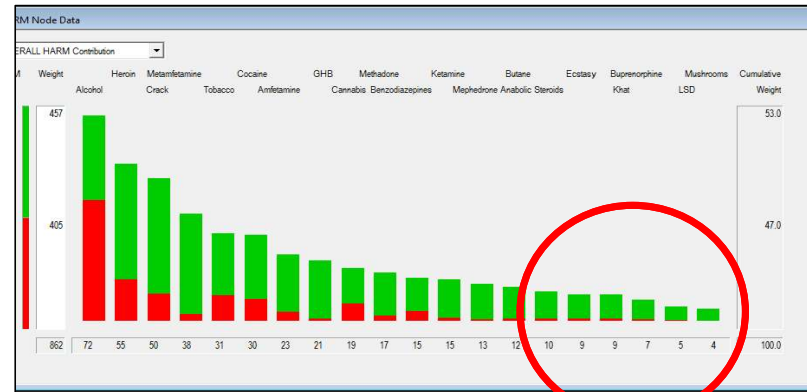 RM Node Data
ERALL HARM Contribution
M Weight Heroin Metamfetamine Cocaine GHB Methadone Ketamine Butane Ecstasy Buprenorphine Mushrooms Cumulative
Alcohol Crack Tobacco Amfetamine Cannabis Benzodiazepines Mephedrone Anabolic Steroids Khat LSD Weight
457 53.0
405 47.0
862 72 55 50 38 31 30 23 21 19 17 15 15 13 12 10 9 9 7 5 4 100.0